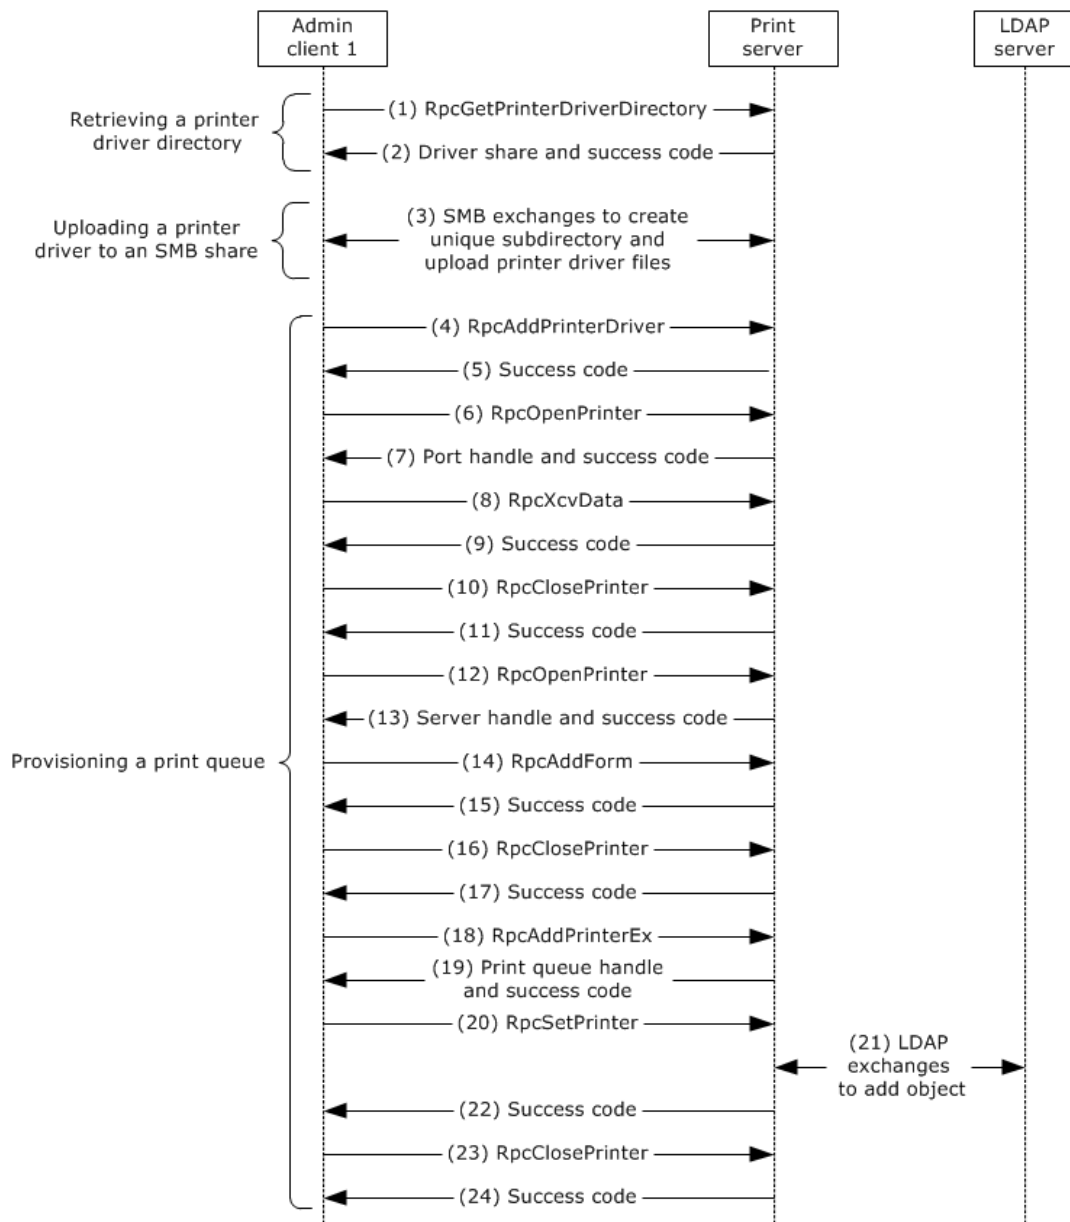 Admin
client 1
Print
server
LDAP
server
Retrieving a printer
driver directory
(1) RpcGetPrinterDriverDirectory
(2) Driver share and success code
Uploading a printer
driver to an SMB share
(3) SMB exchanges to create
unique subdirectory and
upload printer driver files
(4) RpcAddPrinterDriver
(5) Success code
(6) RpcOpenPrinter
(7) Port handle and success code
(8) RpcXcvData
(9) Success code
(10) RpcClosePrinter
(11) Success code
(12) RpcOpenPrinter
(13) Server handle and success code
Provisioning a print queue
(14) RpcAddForm
(15) Success code
(16) RpcClosePrinter
(17) Success code
(18) RpcAddPrinterEx
(19) Print queue handle
and success code
(20) RpcSetPrinter
(21) LDAP
exchanges
to add object
(22) Success code
(23) RpcClosePrinter
(24) Success code